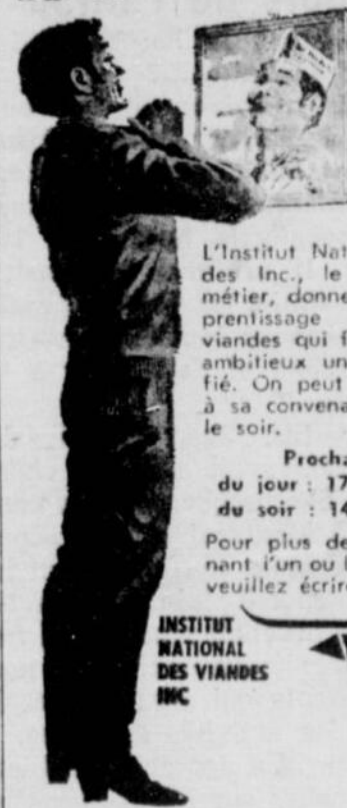 L'Institut Nat
des Inc., le
métier, donne
prentissage
viandes qui f
ambitieux un
fié. On peut
à sa convena
le soir.
Procha
du jour : 17
du soir : 14
Pour plus de
nant l'un ou l
veuillez écrire
INSTITUT
NATIONAL
DES VIANDES
INC